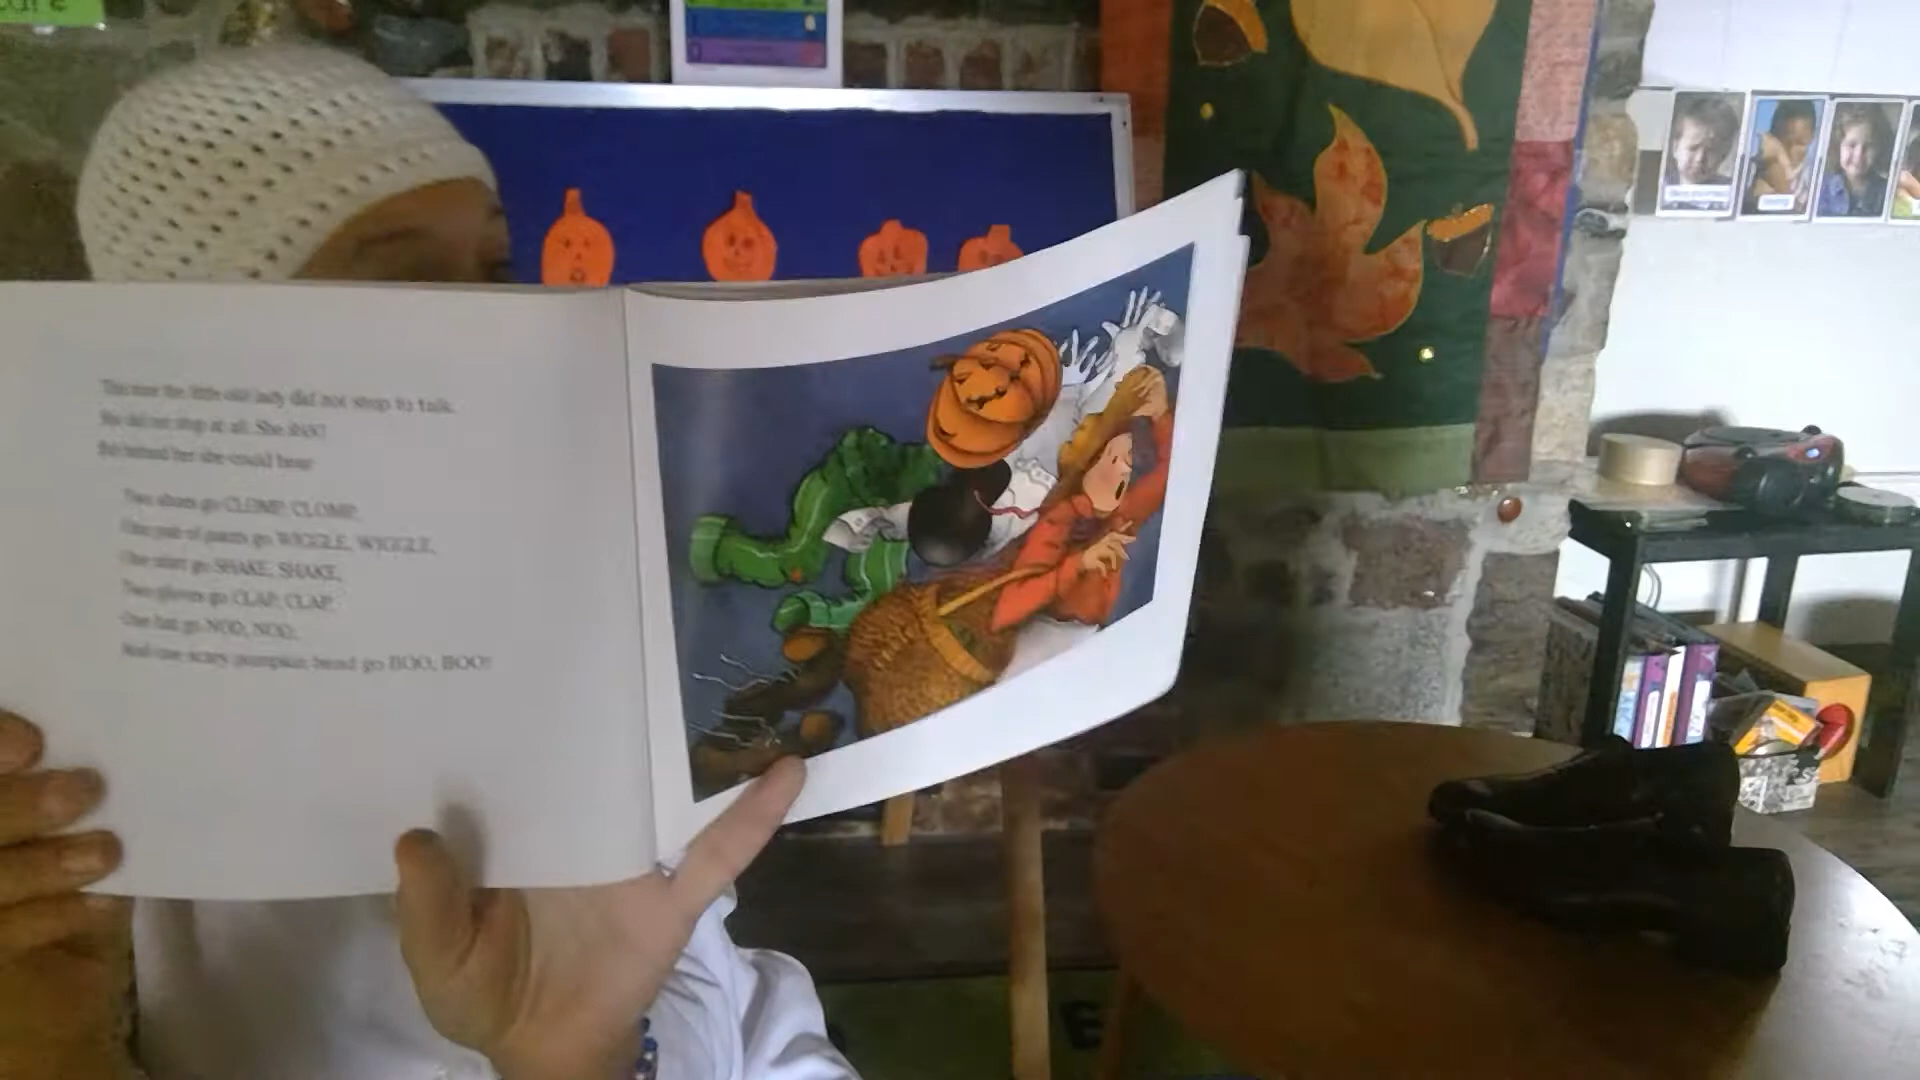 This time the little old lady did not stop to talk.
She did not stop at all. She RAN!
But behind her she could hear
Two shoes go CLOMP, CLOMP,
One pair of pants go WIGGLE, WIGGLE,
One shirt go SHAKE, SHAKE,
Two gloves go CLAP, CLAP,
One hat go NOD, NOD,
And one scary pumpkin head go BOO, BOO!
E